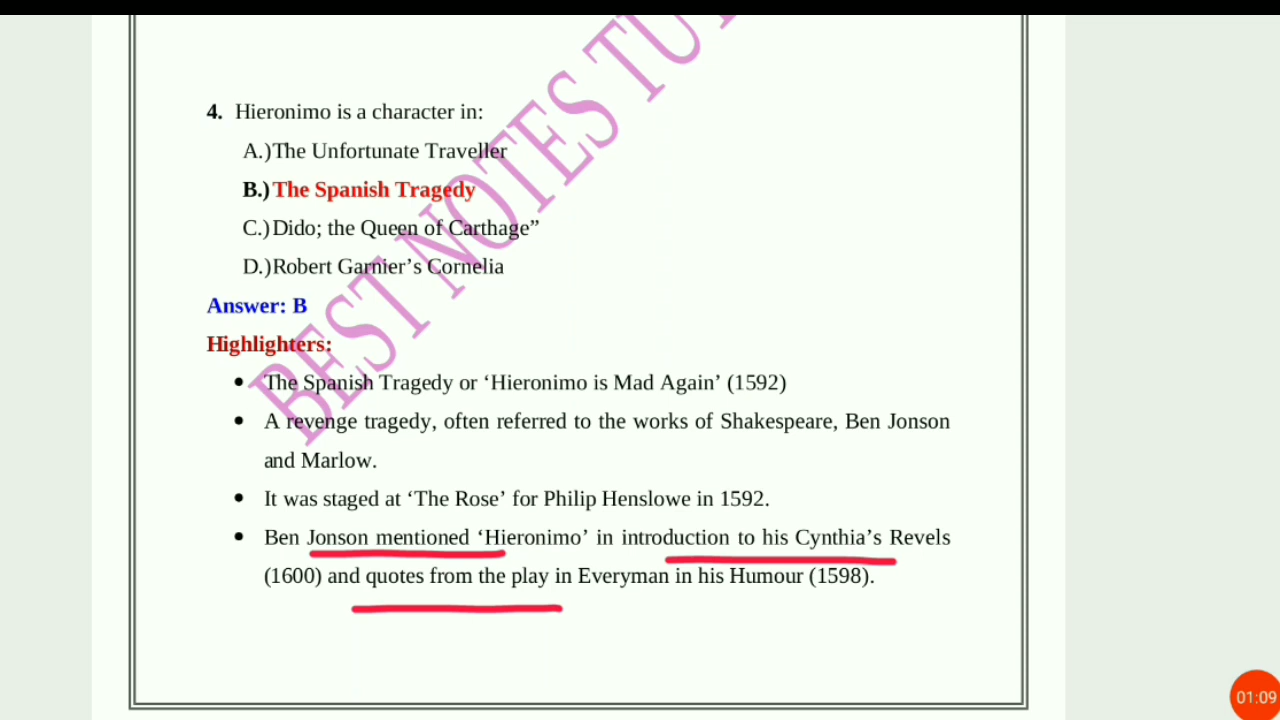 4. Hieronimo is a character in:
A.)The Unfortunate Traveller
B.)The Spanish Tragedy
C.)Dido; the Queen of Carthage”
D.)Robert Garnier’s Cornelia
Answer: B
Highlighters:
• The Spanish Tragedy or ‘Hieronimo is Mad Again’ (1592)
• A revenge tragedy, often referred to the works of Shakespeare, Ben Jonson
and Marlow.
• It was staged at ‘The Rose’ for Philip Henslowe in 1592.
• Ben Jonson mentioned ‘Hieronimo’ in introduction to his Cynthia’s Revels
(1600) and quotes from the play in Everyman in his Humour (1598).
BEST NOTES TU
01:09